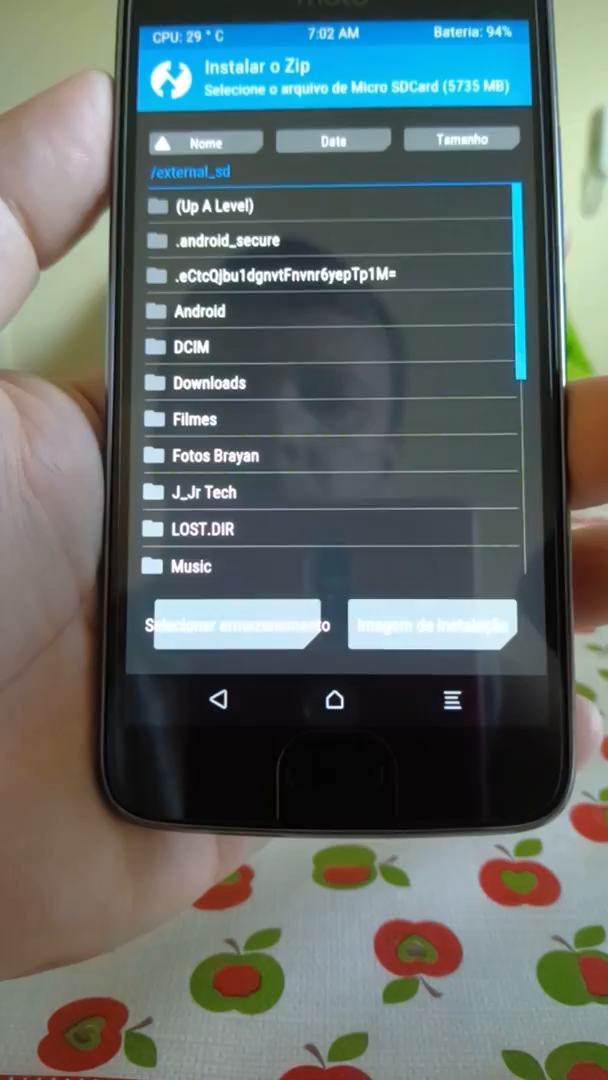 moto
CPU: 29 ° C 7:02 AM Bateria: 94%
Instalar o Zip
Selecione o arquivo de Micro SDCard (5735 MB)
Nome Data Tamanho
/external_sd
(Up A Level)
.android_secure
.eCtcQjbu1dgnvtFnvnr6yepTp1M=
Android
DCIM
Downloads
Filmes
Fotos Brayan
J_Jr Tech
LOST.DIR
Music
Selecionar armazenamento Imagem de instalação